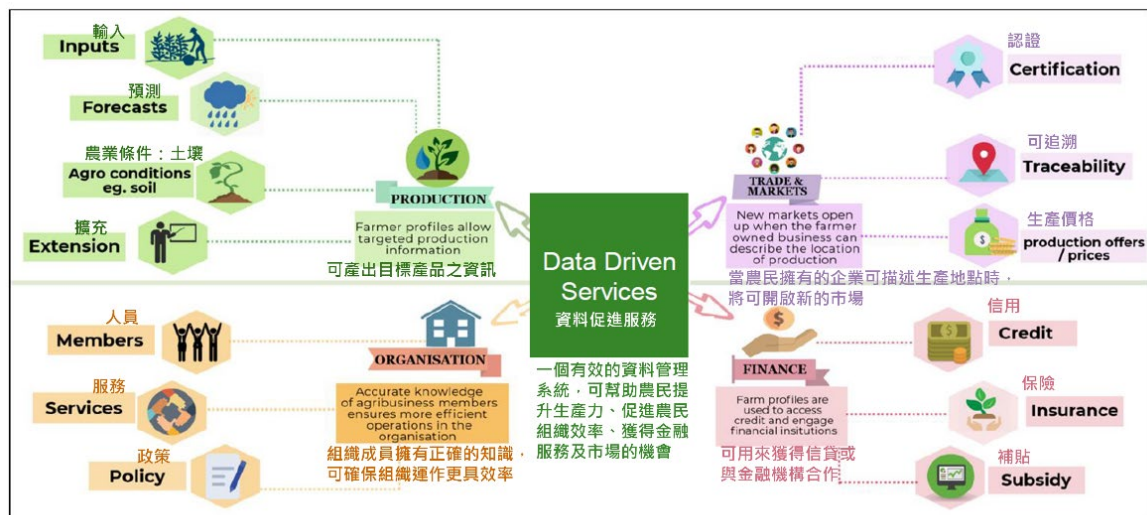 輸入
Inputs
預測
Forecasts
農業條件：土壤
Agro conditions
eg. soil
擴充
Extension
PRODUCTION
Farmer profiles allow
targeted production
information
可產出目標產品之資訊
認證
Certification
可追溯
Traceability
生產價格
production offers
/ prices
TRADE &
MARKETS
New markets open
up when the farmer
owned business can
describe the location
of production
當農民擁有的企業可描述生產地點時，
將可開啟新的市場
Data Driven
Services
資料促進服務
一個有效的資料管理
系統，可幫助農民提
升生產力、促進農民
組織效率、獲得金融
服務及市場的機會
人員
Members
服務
Services
政策
Policy
ORGANISATION
Accurate knowledge
of agribusiness members
ensures more efficient
operations in the
organisation
組織成員擁有正確的知識，
可確保組織運作更具效率
FINANCE
Farm profiles are
used to access
credit and engage
financial insitutions
可用來獲得信貸或
與金融機構合作
信用
Credit
保險
Insurance
補貼
Subsidy